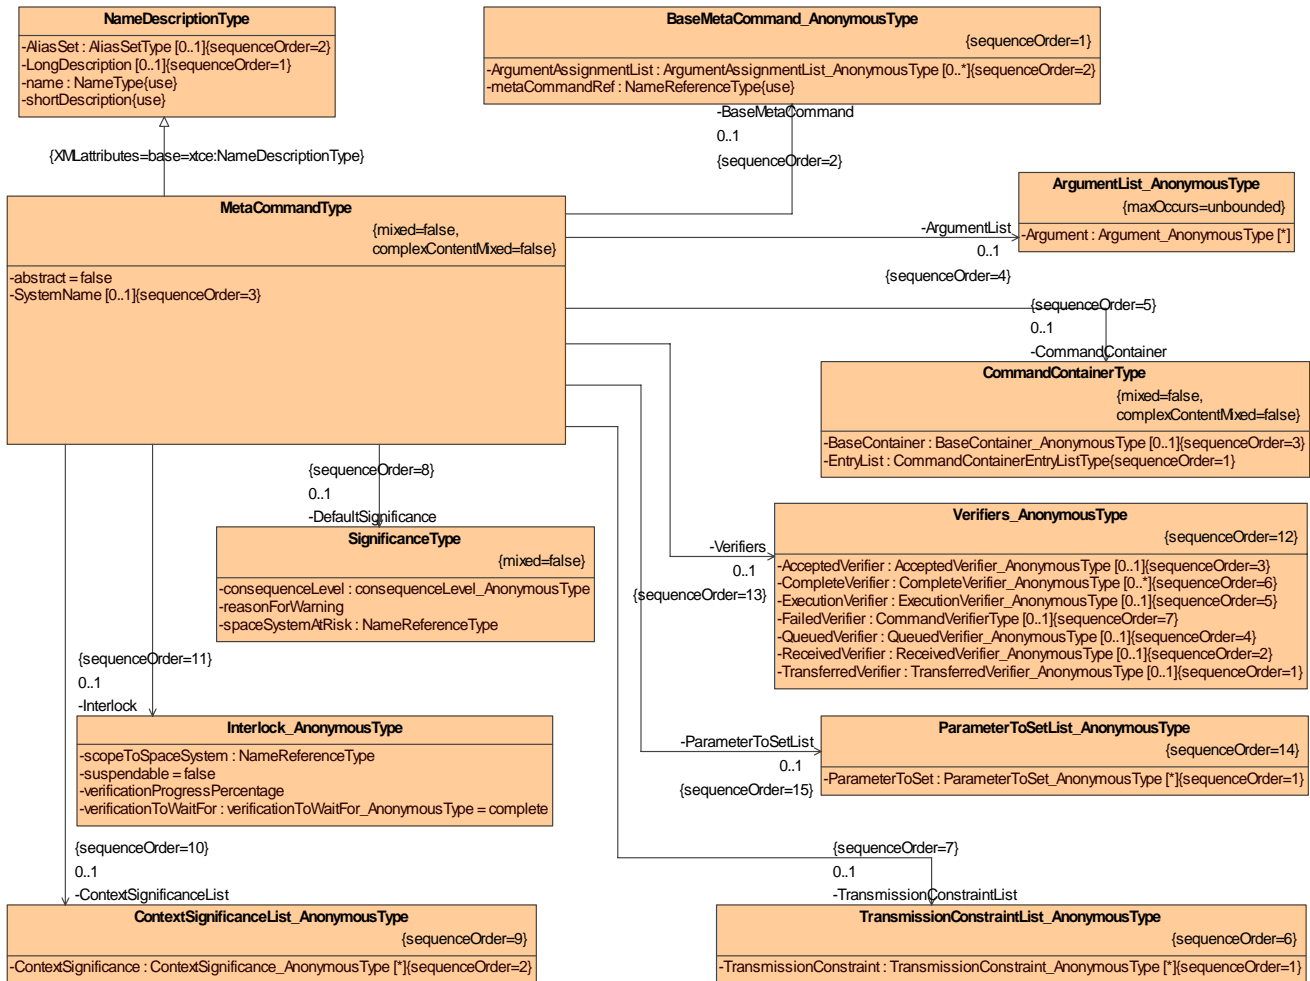 NameDescriptionType
-AliasSet : AliasSetType [0..1]{sequenceOrder=2}
-LongDescription [0..1]{sequenceOrder=1}
-name : NameType{use}
-shortDescription{use}
BaseMetaCommand_AnonymousType
{sequenceOrder=1}
-ArgumentAssignmentList : ArgumentAssignmentList_AnonymousType [0..*]{sequenceOrder=2}
-metaCommandRef : NameReferenceType{use}
-BaseMetaCommand
0..1
{sequenceOrder=2}
{XMLattributes=base=xtce:NameDescriptionType}
MetaCommandType
{mixed=false,
complexContentMixed=false}
-abstract = false
-SystemName [0..1]{sequenceOrder=3}
ArgumentList_AnonymousType
{maxOccurs=unbounded}
-Argument : Argument_AnonymousType [*]
-ArgumentList
0..1
{sequenceOrder=4}
{sequenceOrder=5}
0..1
-CommandContainer
CommandContainerType
{mixed=false,
complexContentMixed=false}
-BaseContainer : BaseContainer_AnonymousType [0..1]{sequenceOrder=3}
-EntryList : CommandContainerEntryListType{sequenceOrder=1}
{sequenceOrder=8}
0..1
-DefaultSignificance
SignificanceType
{mixed=false}
-consequenceLevel : consequenceLevel_AnonymousType
-reasonForWarning
-spaceSystemAtRisk : NameReferenceType
-Verifiers
0..1
{sequenceOrder=13}
Verifiers_AnonymousType
{sequenceOrder=12}
-AcceptedVerifier : AcceptedVerifier_AnonymousType [0..1]{sequenceOrder=3}
-CompleteVerifier : CompleteVerifier_AnonymousType [0..*]{sequenceOrder=6}
-ExecutionVerifier : ExecutionVerifier_AnonymousType [0..1]{sequenceOrder=5}
-FailedVerifier : CommandVerifierType [0..1]{sequenceOrder=7}
-QueuedVerifier : QueuedVerifier_AnonymousType [0..1]{sequenceOrder=4}
-ReceivedVerifier : ReceivedVerifier_AnonymousType [0..1]{sequenceOrder=2}
-TransferredVerifier : TransferredVerifier_AnonymousType [0..1]{sequenceOrder=1}
{sequenceOrder=11}
0..1
-Interlock
Interlock_AnonymousType
-scopeToSpaceSystem : NameReferenceType
-suspendable = false
-verificationProgressPercentage
-verificationToWaitFor : verificationToWaitFor_AnonymousType = complete
-ParameterToSetList
0..1
{sequenceOrder=15}
ParameterToSetList_AnonymousType
{sequenceOrder=14}
-ParameterToSet : ParameterToSet_AnonymousType [*]{sequenceOrder=1}
{sequenceOrder=10}
0..1
-ContextSignificanceList
ContextSignificanceList_AnonymousType
{sequenceOrder=9}
-ContextSignificance : ContextSignificance_AnonymousType [*]{sequenceOrder=2}
{sequenceOrder=7}
0..1
-TransmissionConstraintList
TransmissionConstraintList_AnonymousType
{sequenceOrder=6}
-TransmissionConstraint : TransmissionConstraint_AnonymousType [*]{sequenceOrder=1}